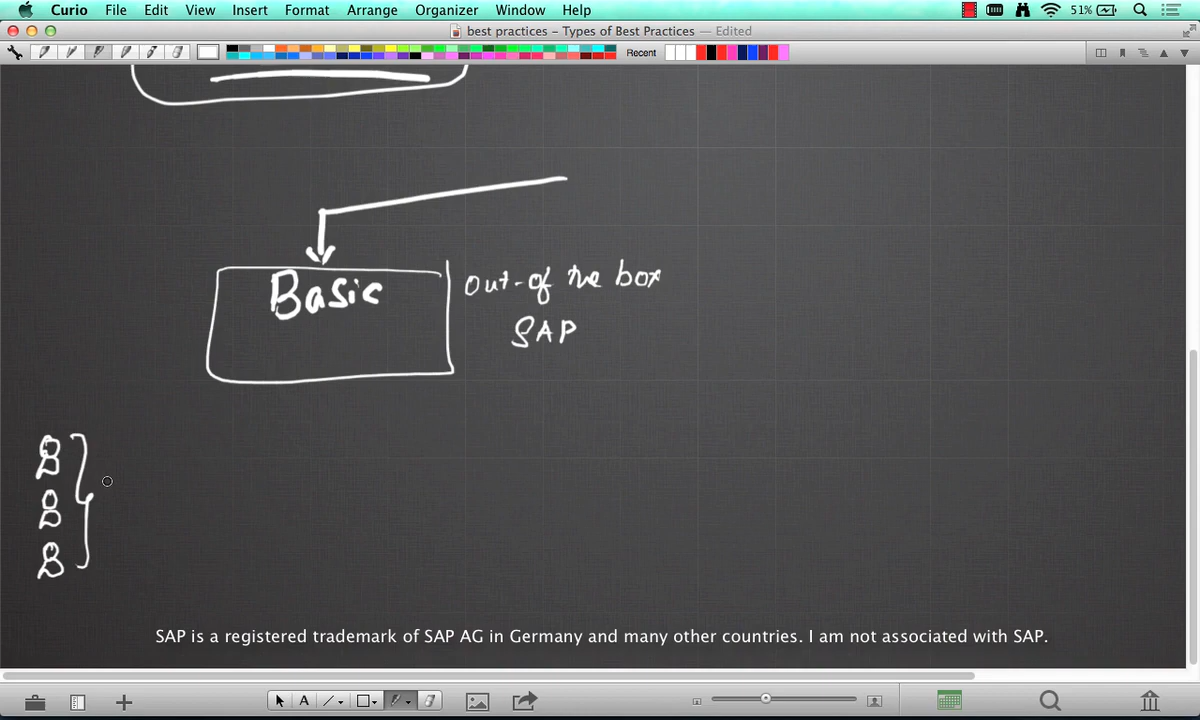 Curio File Edit View Insert Format Arrange Organizer Window Help 51%
best practices – Types of Best Practices — Edited
Recent
Basic
out-of the box
SAP
SAP is a registered trademark of SAP AG in Germany and many other countries. I am not associated with SAP.
A